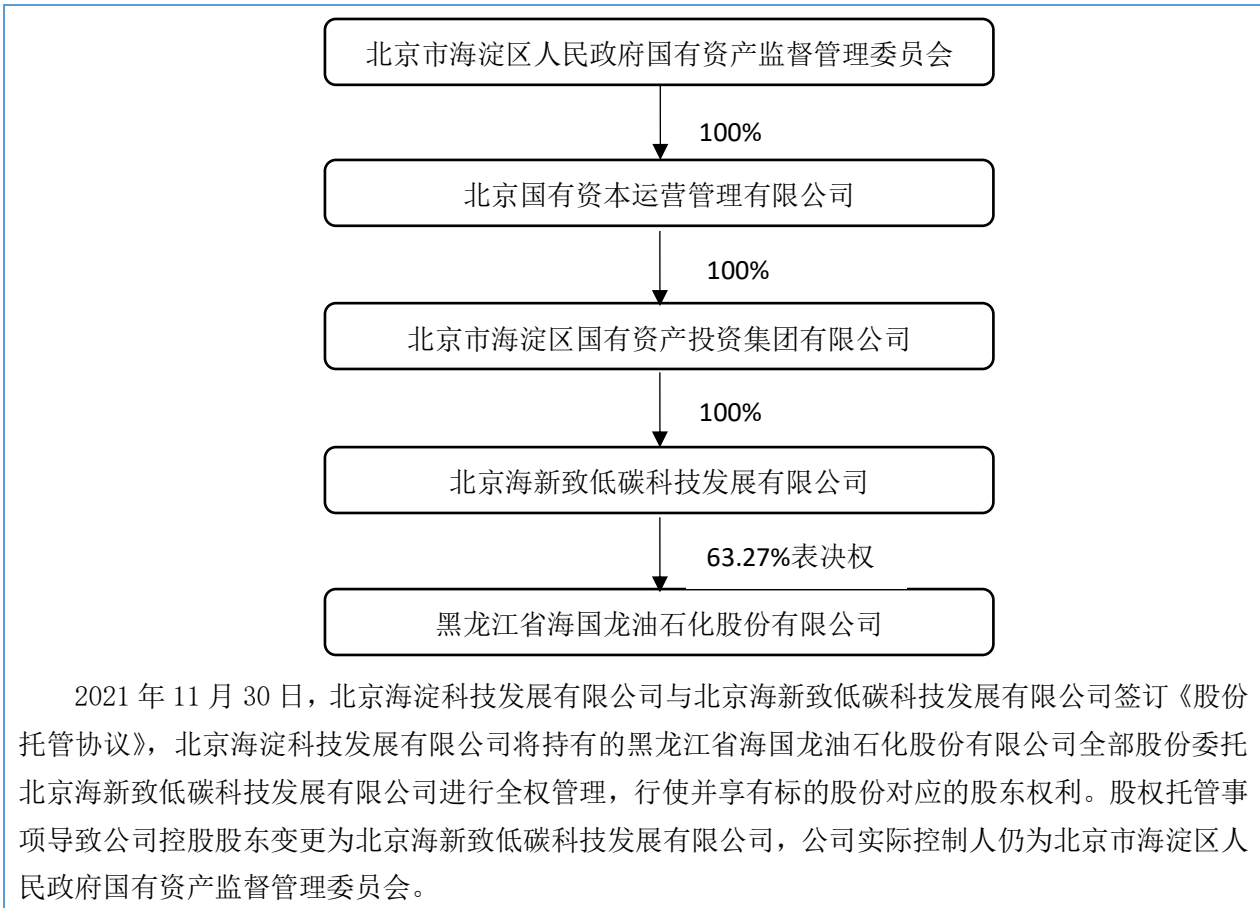 北京市海淀区人民政府国有资产监督管理委员会
100%
北京国有资本运营管理有限公司
100%
北京市海淀区国有资产投资集团有限公司
100%
北京海新致低碳科技发展有限公司
63.27%表决权
黑龙江省海国龙油石化股份有限公司
2021 年 11 月 30 日，北京海淀科技发展有限公司与北京海新致低碳科技发展有限公司签订《股份
托管协议》，北京海淀科技发展有限公司将持有的黑龙江省海国龙油石化股份有限公司全部股份委托
北京海新致低碳科技发展有限公司进行全权管理，行使并享有标的股份对应的股东权利。股权托管事
项导致公司控股股东变更为北京海新致低碳科技发展有限公司，公司实际控制人仍为北京市海淀区人
民政府国有资产监督管理委员会。